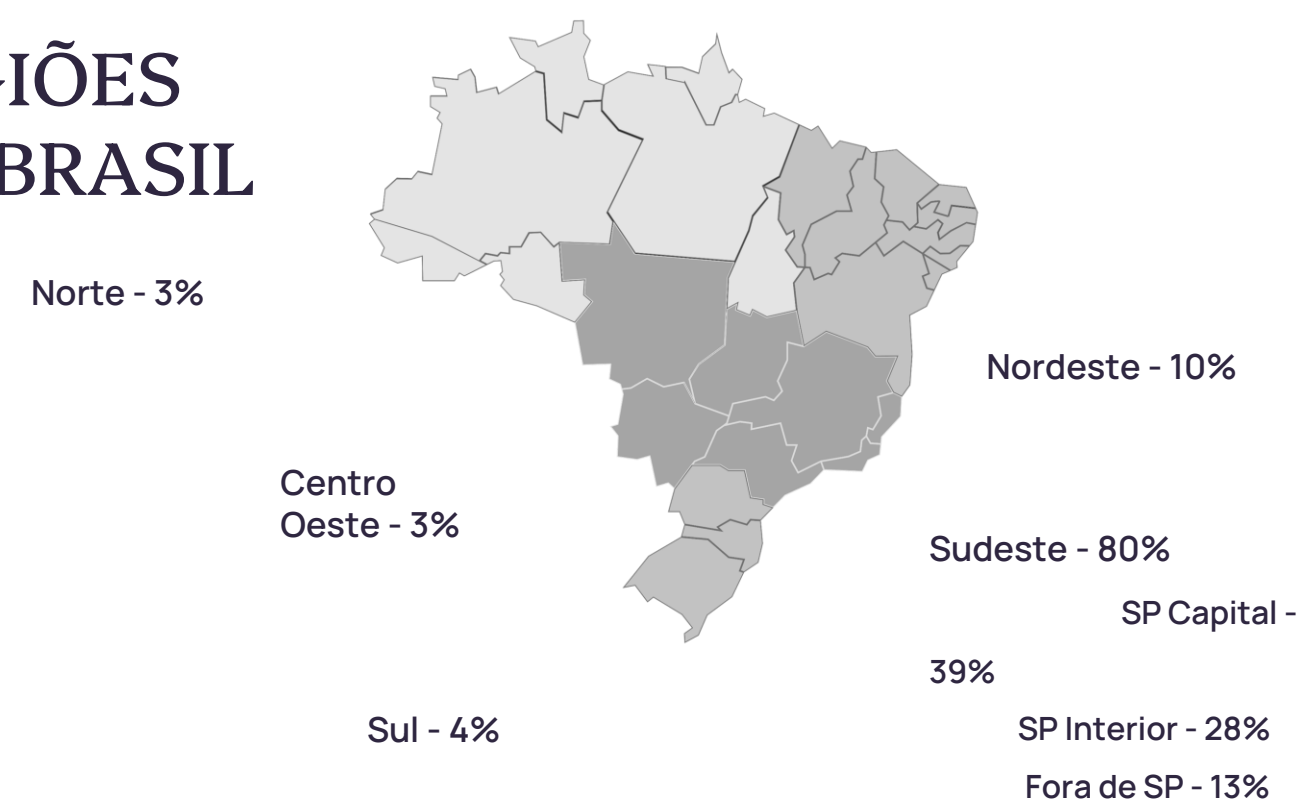 GIÕES
BRASIL
Norte - 3%
Nordeste - 10%
Centro
Oeste - 3%
Sudeste - 80%
SP Capital -
39%
Sul - 4%
SP Interior - 28%
Fora de SP - 13%